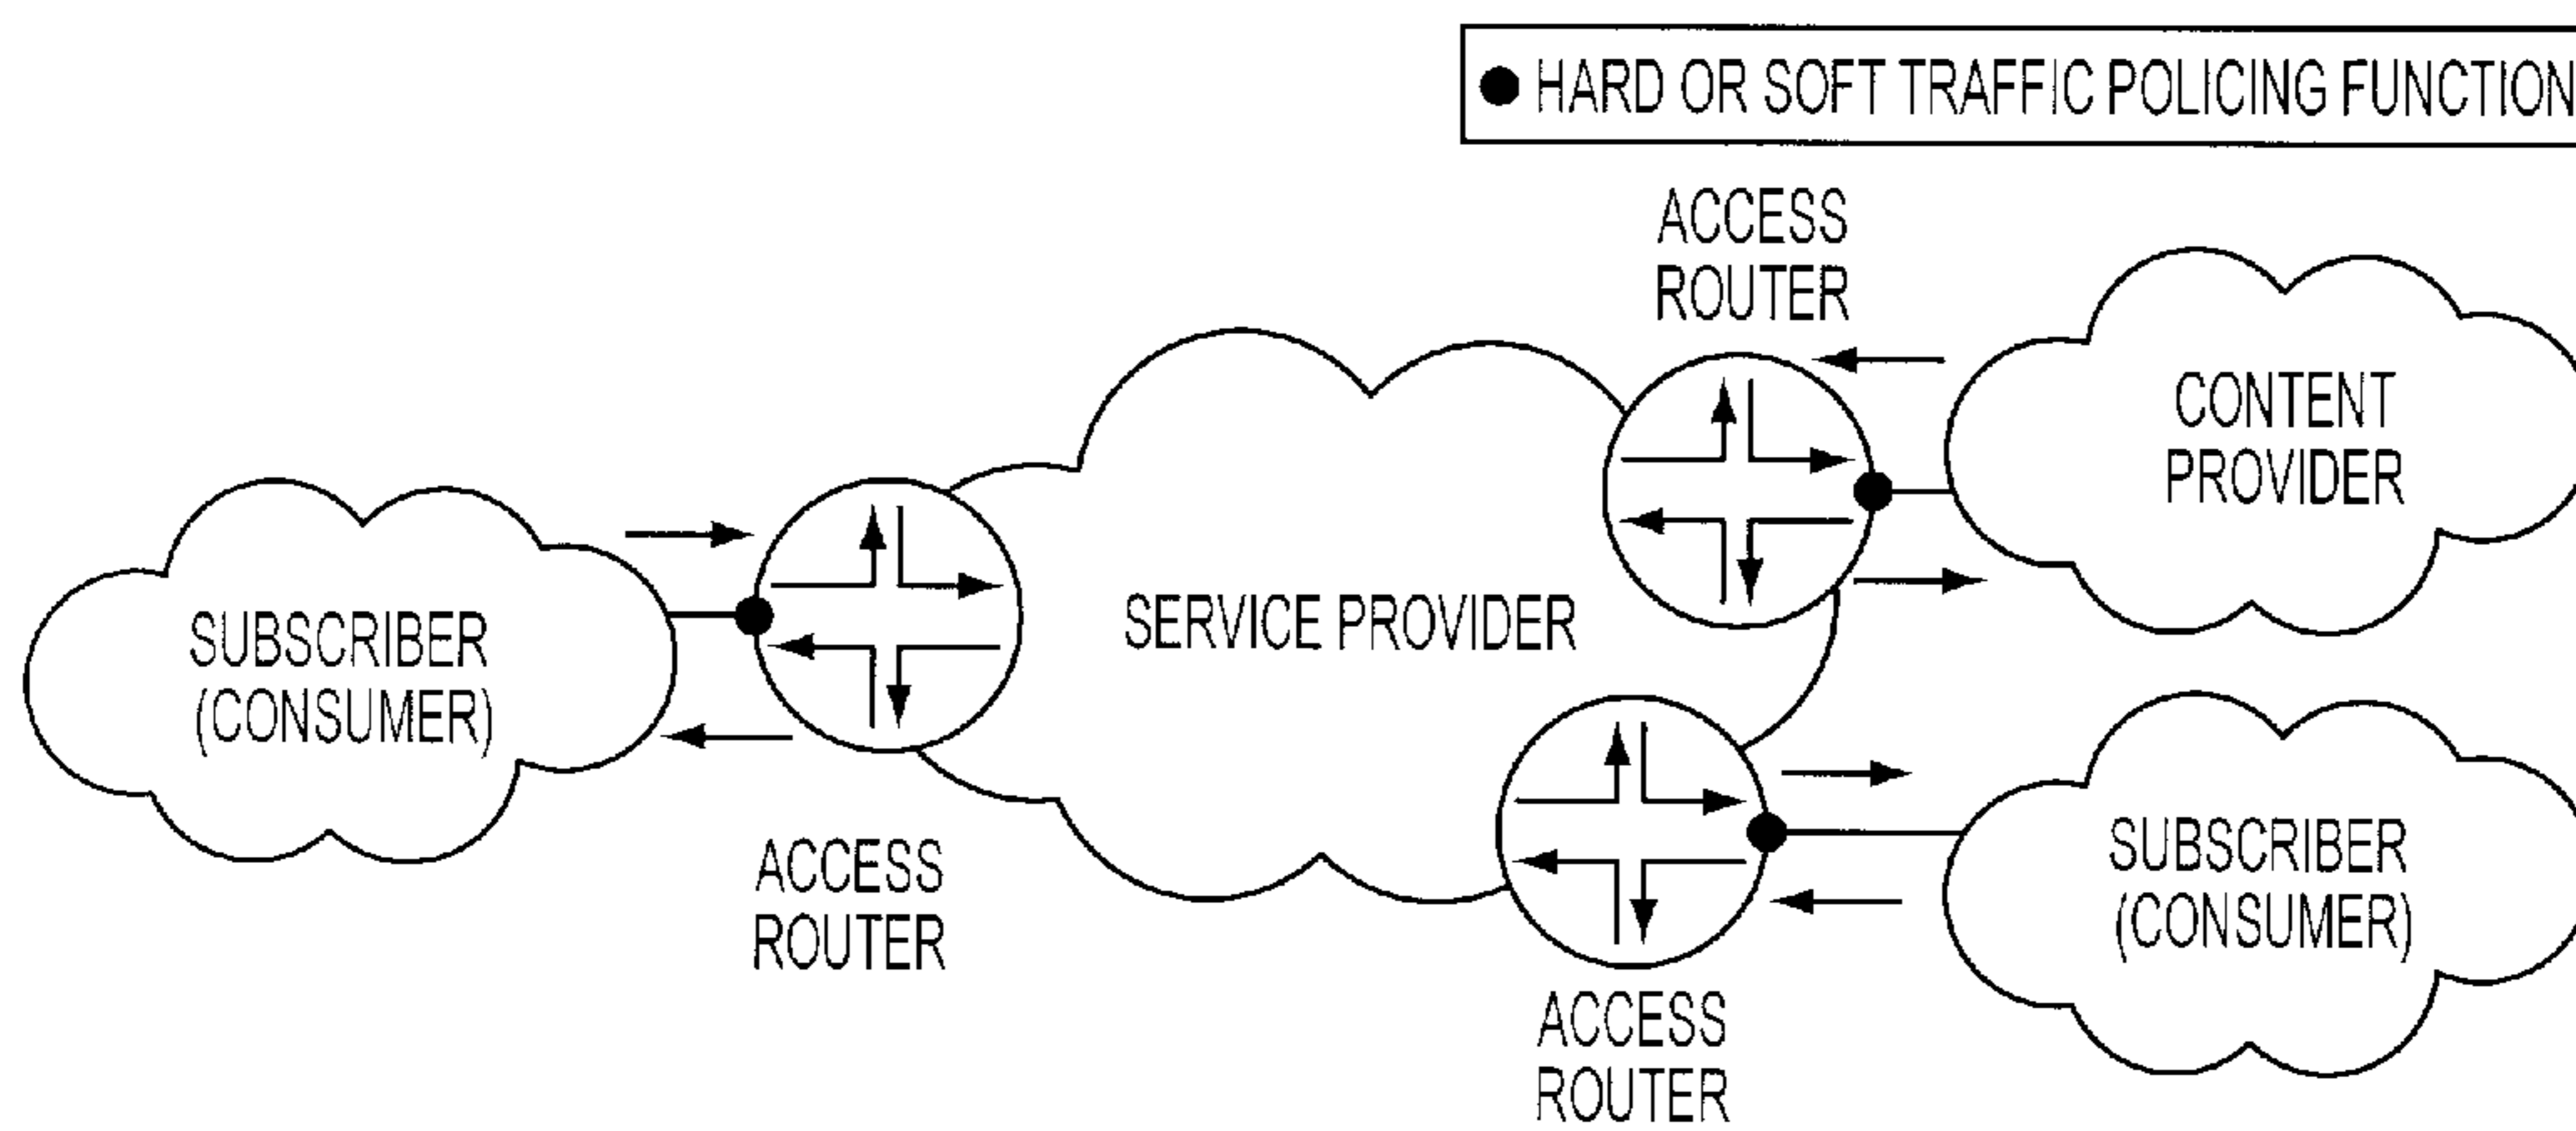 ● HARD OR SOFT TRAFFIC POLICING FUNCTION
ACCESS
ROUTER
CONTENT
PROVIDER
SERVICE PROVIDER
SUBSCRIBER
(CONSUMER)
ACCESS
ROUTER
SUBSCRIBER
(CONSUMER)
ACCESS
ROUTER